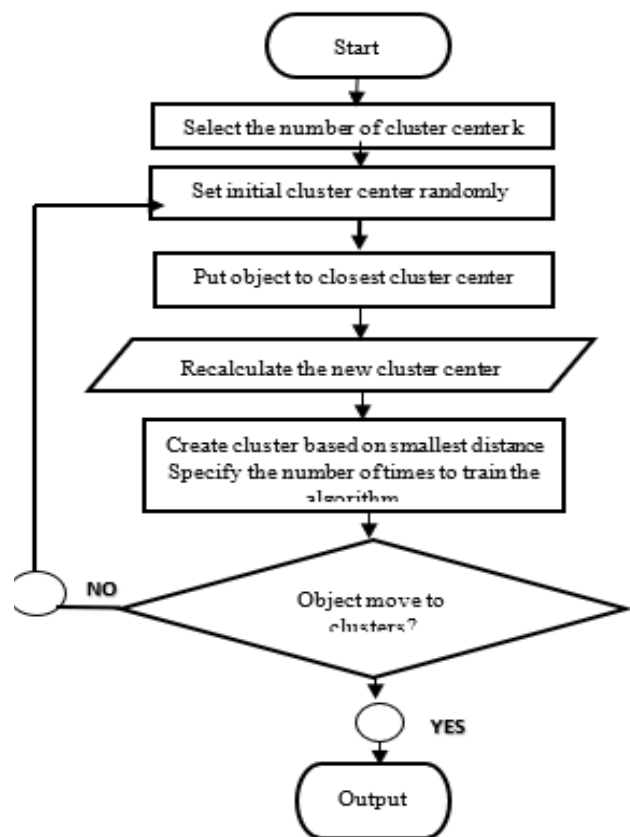 Start
Select the number of cluster center k
Set initial cluster center randomly
Put object to closest cluster center
Recalculate the new cluster center
Create cluster based on smallest distance
Specify the number of times to train the
algorithm
NO
Object move to
clusters?
YES
Output